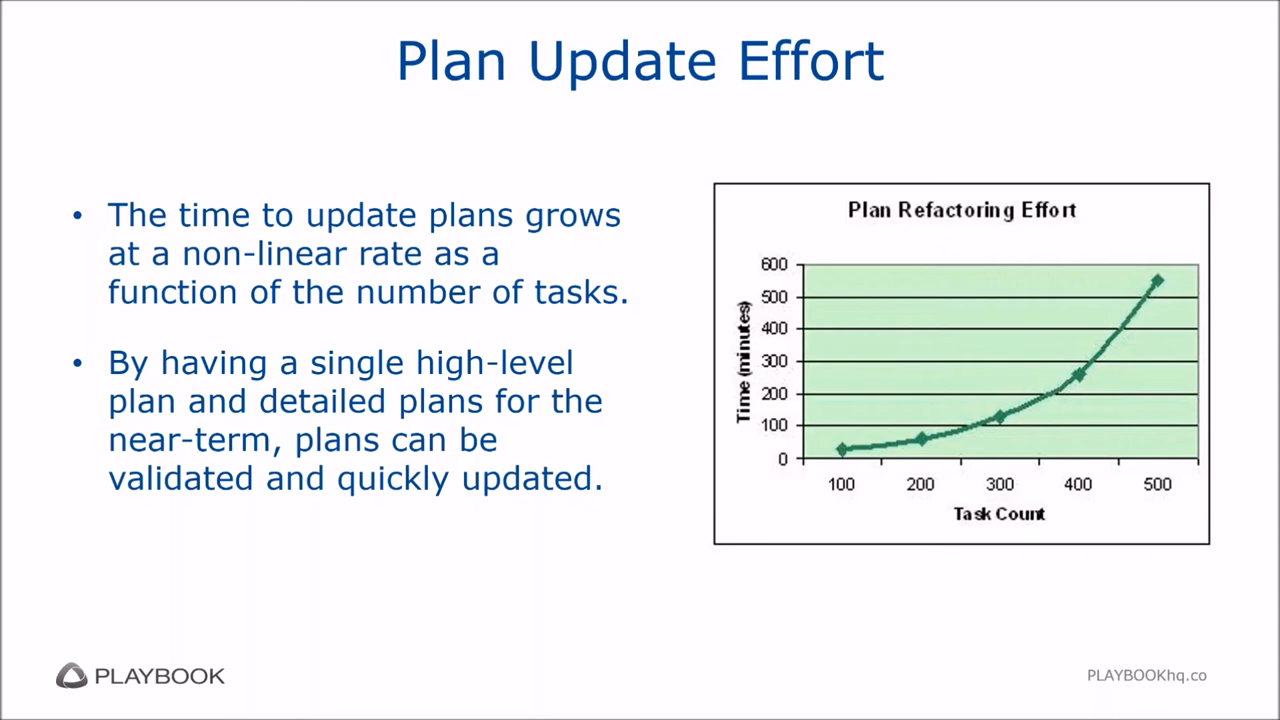 Plan Update Effort
• The time to update plans grows
at a non-linear rate as a
function of the number of tasks.
• By having a single high-level
plan and detailed plans for the
near-term, plans can be
validated and quickly updated.
Plan Refactoring Effort
Time (minutes)
600
500
400
300
200
100
0
100 200 300 400 500
Task Count
PLAYBOOK
PLAYBOOKhq.co